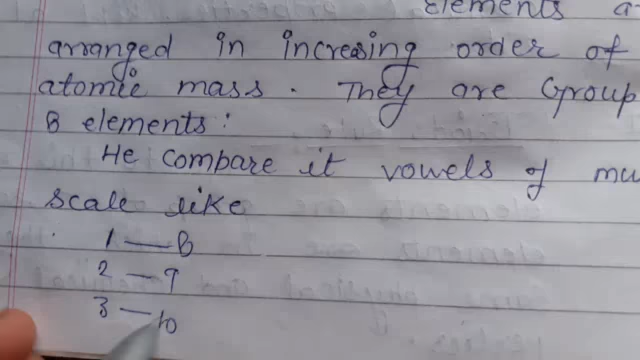 elements a
arranged in increasing order of
atomic mass. They are Group
8 elements:
He compare it vowels of mu
scale like
1 — 8
2 — 9
3 — 10